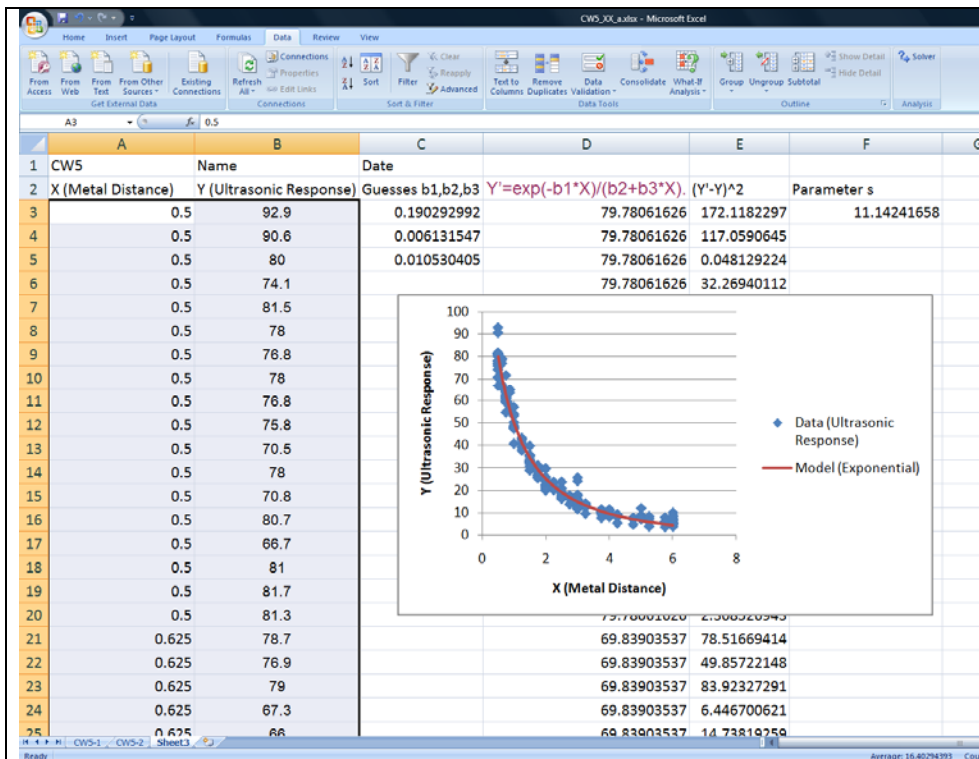 CW5_XX_a.xlsx - Microsoft Excel
Home Insert Page Layout Formulas Data Review View
From Access From Web From Text From Other Sources Existing Connections Refresh All Connections Properties Edit Links Sort Filter Clear Reapply Advanced Text to Columns Remove Duplicates Data Validation Consolidate What-If Analysis Group Ungroup Subtotal Show Detail Hide Detail Solver
Get External Data Connections Sort & Filter Data Tools Outline Analysis
A3 fx 0.5
A B C D E F
1 CW5 Name Date
2 X (Metal Distance) Y (Ultrasonic Response) Guesses b1,b2,b3 Y'=exp(-b1*X)/(b2+b3*X). (Y'-Y)^2 Parameter s
3 0.5 92.9 0.190292992 79.78061626 172.1182297 11.14241658
4 0.5 90.6 0.006131547 79.78061626 117.0590645
5 0.5 80 0.010530405 79.78061626 0.048129224
6 0.5 74.1 79.78061626 32.26940112
7 0.5 81.5
8 0.5 78
9 0.5 76.8
10 0.5 78
11 0.5 76.8
12 0.5 75.8
13 0.5 70.5
14 0.5 78
15 0.5 70.8
16 0.5 80.7
17 0.5 66.7
18 0.5 81
19 0.5 81.7
20 0.5 81.3
21 0.625 78.7 69.83903537 78.51669414
22 0.625 76.9 69.83903537 49.85722148
23 0.625 79 69.83903537 83.92327291
24 0.625 67.3 69.83903537 6.446700621
25 0.625 66 69.83903537 14.73819259
100
90
80
70
60
50
40
30
20
10
0
0 2 4 6 8
Y (Ultrasonic Response)
X (Metal Distance)
Data (Ultrasonic
Response)
Model (Exponential)
CW5-1 CW5-2 Sheet3
Ready Average: 16.40294393